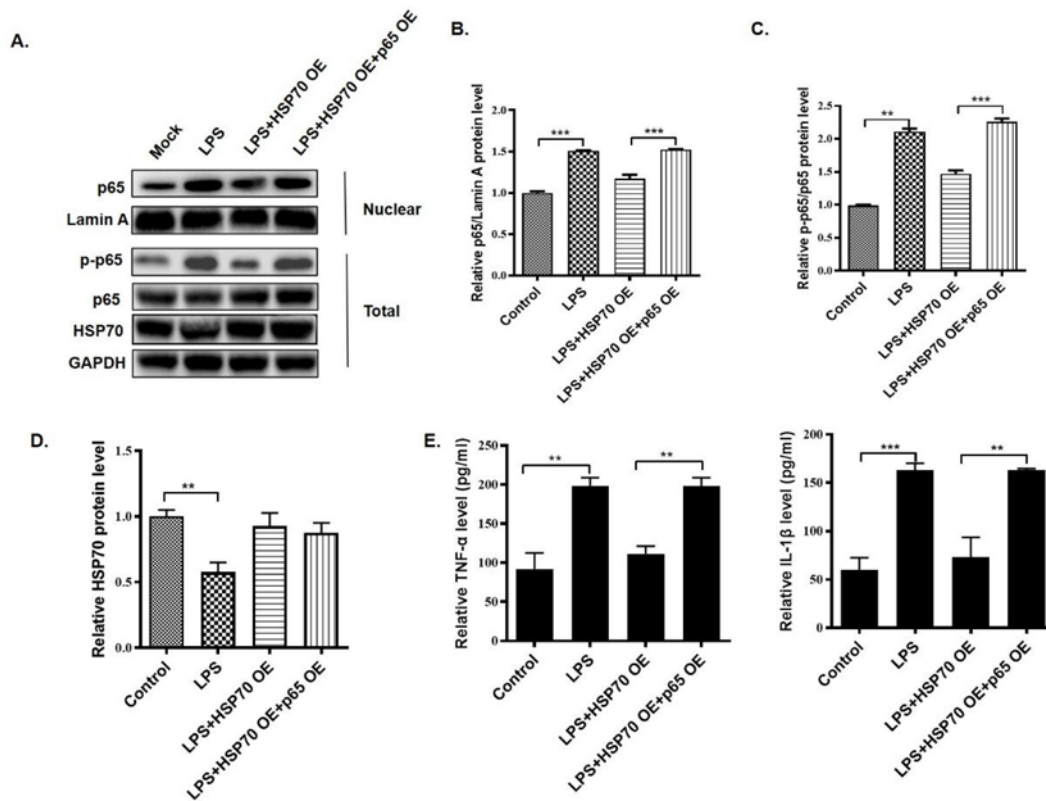 A.
Mock
LPS
LPS+HSP70 OE
LPS+HSP70 OE+p65 OE
p65
Lamin A
Nuclear
p-p65
p65
HSP70
GAPDH
Total
B.
Relative p65/Lamin A protein level
2.0
1.5
1.0
0.5
0.0
***
***
Control
LPS
LPS+HSP70 OE
LPS+HSP70 OE+p65 OE
C.
Relative p-p65/p65 protein level
2.5
2.0
1.5
1.0
0.5
0.0
**
***
Control
LPS
LPS+HSP70 OE
LPS+HSP70 OE+p65 OE
D.
Relative HSP70 protein level
1.5
1.0
0.5
0.0
**
Control
LPS
LPS+HSP70 OE
LPS+HSP70 OE+p65 OE
E.
Relative TNF-α level (pg/ml)
250
200
150
100
50
0
**
**
Control
LPS
LPS+HSP70 OE
LPS+HSP70 OE+p65 OE
Relative IL-1β level (pg/ml)
200
150
100
50
0
***
**
Control
LPS
LPS+HSP70 OE
LPS+HSP70 OE+p65 OE